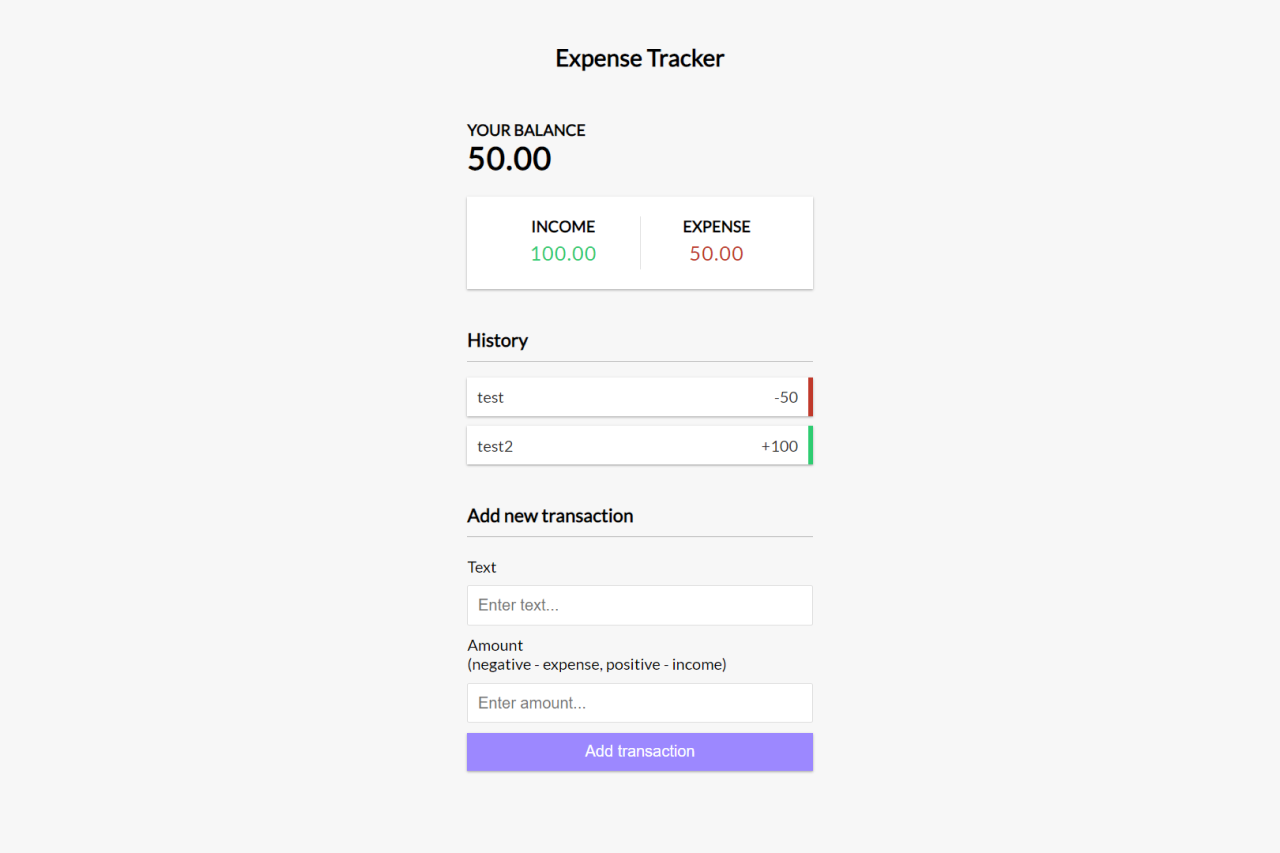 Expense Tracker
YOUR BALANCE
50.00
INCOME EXPENSE
100.00 50.00
History
test -50
test2 +100
Add new transaction
Text
Enter text...
Amount
(negative - expense, positive - income)
Enter amount...
Add transaction